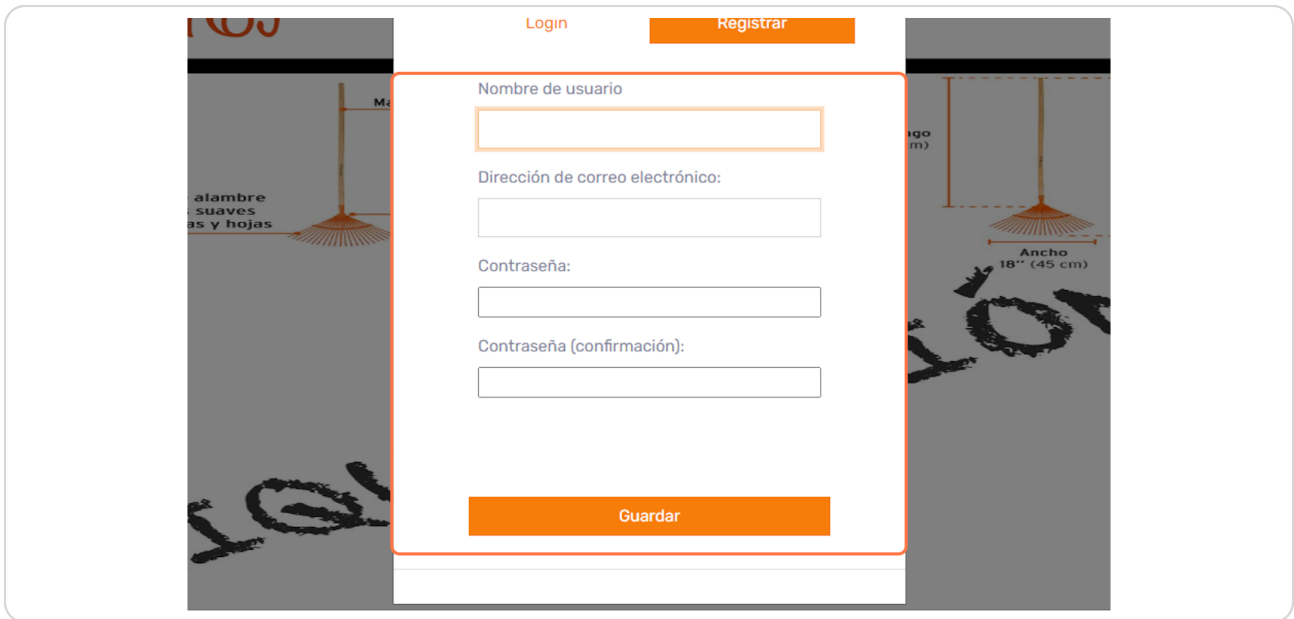 Login
Registrar
Nombre de usuario
Dirección de correo electrónico:
Contraseña:
Contraseña (confirmación):
Guardar
alambre
suaves
as y hojas
Ancho
18" (45 cm)